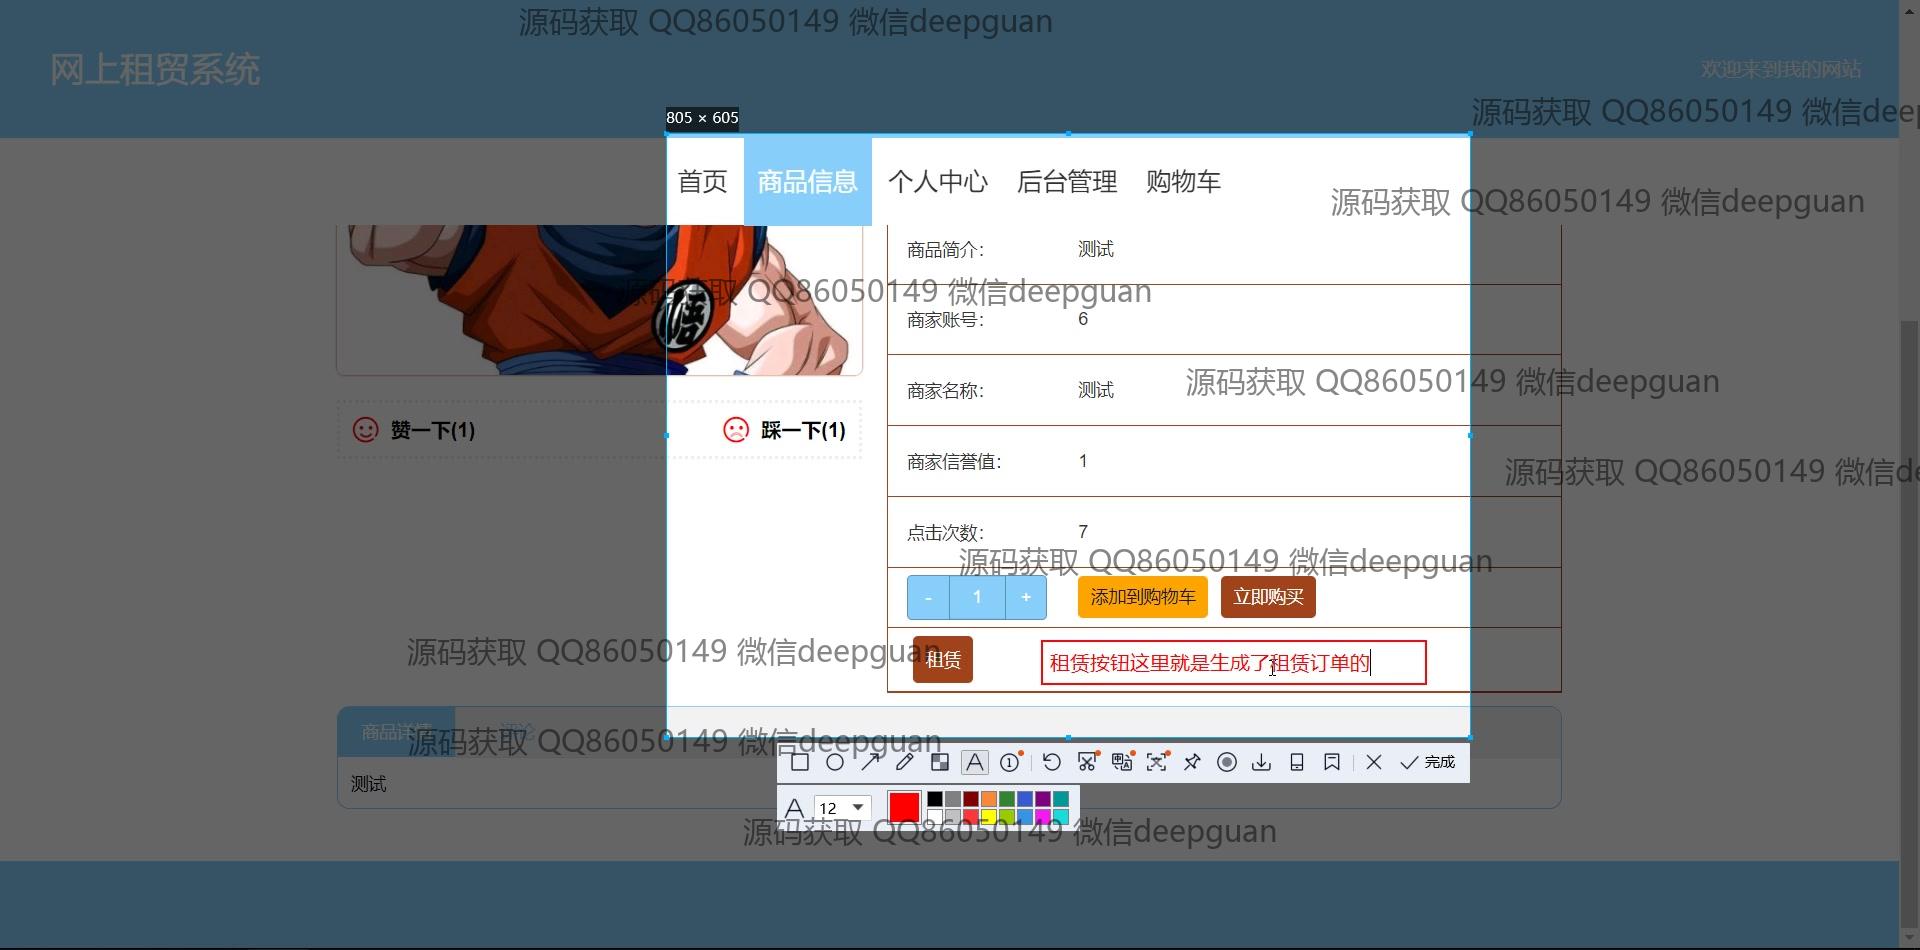 源码获取 QQ86050149 微信deepguan
网上租贸系统
欢迎来到我的网站
源码获取 QQ86050149 微信deep
805 × 605
首页 商品信息 个人中心 后台管理 购物车
源码获取 QQ86050149 微信deepguan
商品简介： 测试
源码获取 QQ86050149 微信deepguan
悟
商家账号： 6
源码获取 QQ86050149 微信deepguan
商家名称： 测试
赞一下(1) 踩一下(1)
商家信誉值： 1
源码获取 QQ86050149 微信de
点击次数： 7
源码获取 QQ86050149 微信deepguan
- 1 + 添加到购物车 立即购买
源码获取 QQ86050149 微信deepguan
租赁 租赁按钮这里就是生成了租赁订单的
商品详情 评论
源码获取 QQ86050149 微信deepguan
完成
测试
12
源码获取 QQ86050149 微信deepguan